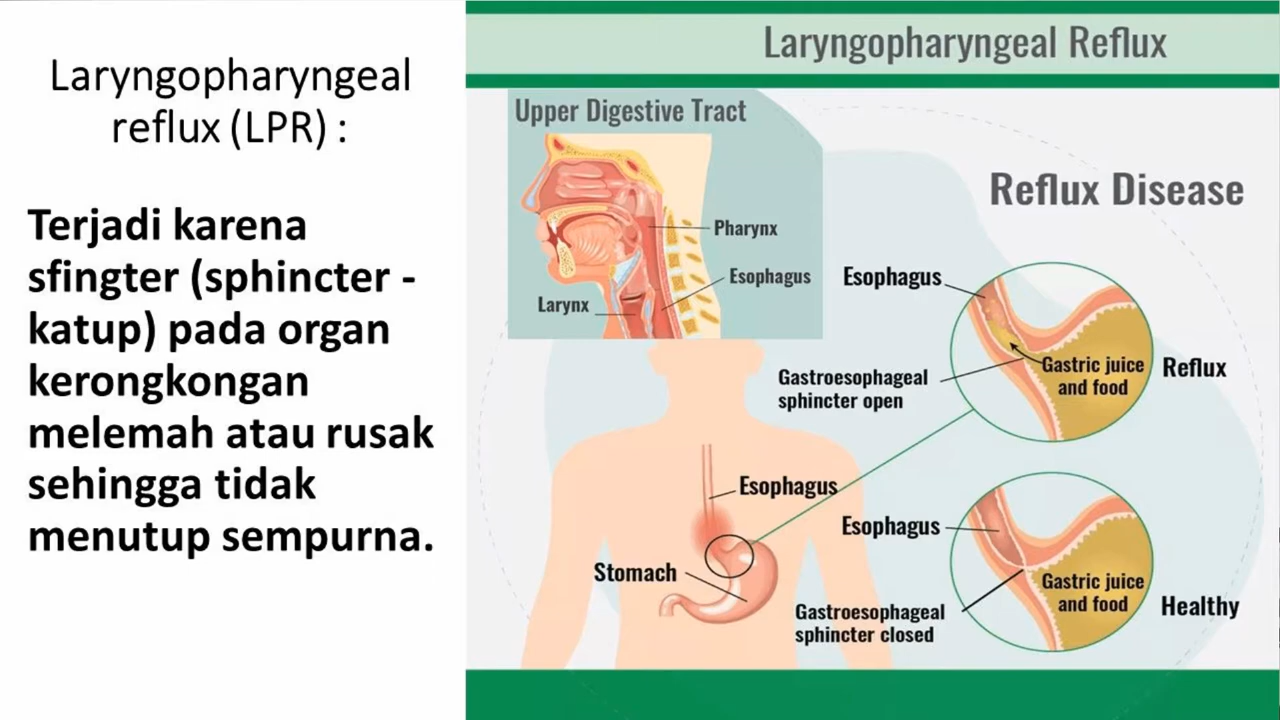 Laryngopharyngeal
reflux (LPR) :
Terjadi karena
sfingter (sphincter -
katup) pada organ
kerongkongan
melemah atau rusak
sehingga tidak
menutup sempurna.
Laryngopharyngeal Reflux
Upper Digestive Tract
Pharynx
Esophagus
Larynx
Reflux Disease
Esophagus
Gastric juice
and food
Reflux
Gastroesophageal
sphincter open
Esophagus
Stomach
Esophagus
Gastric juice
and food
Healthy
Gastroesophageal
sphincter closed